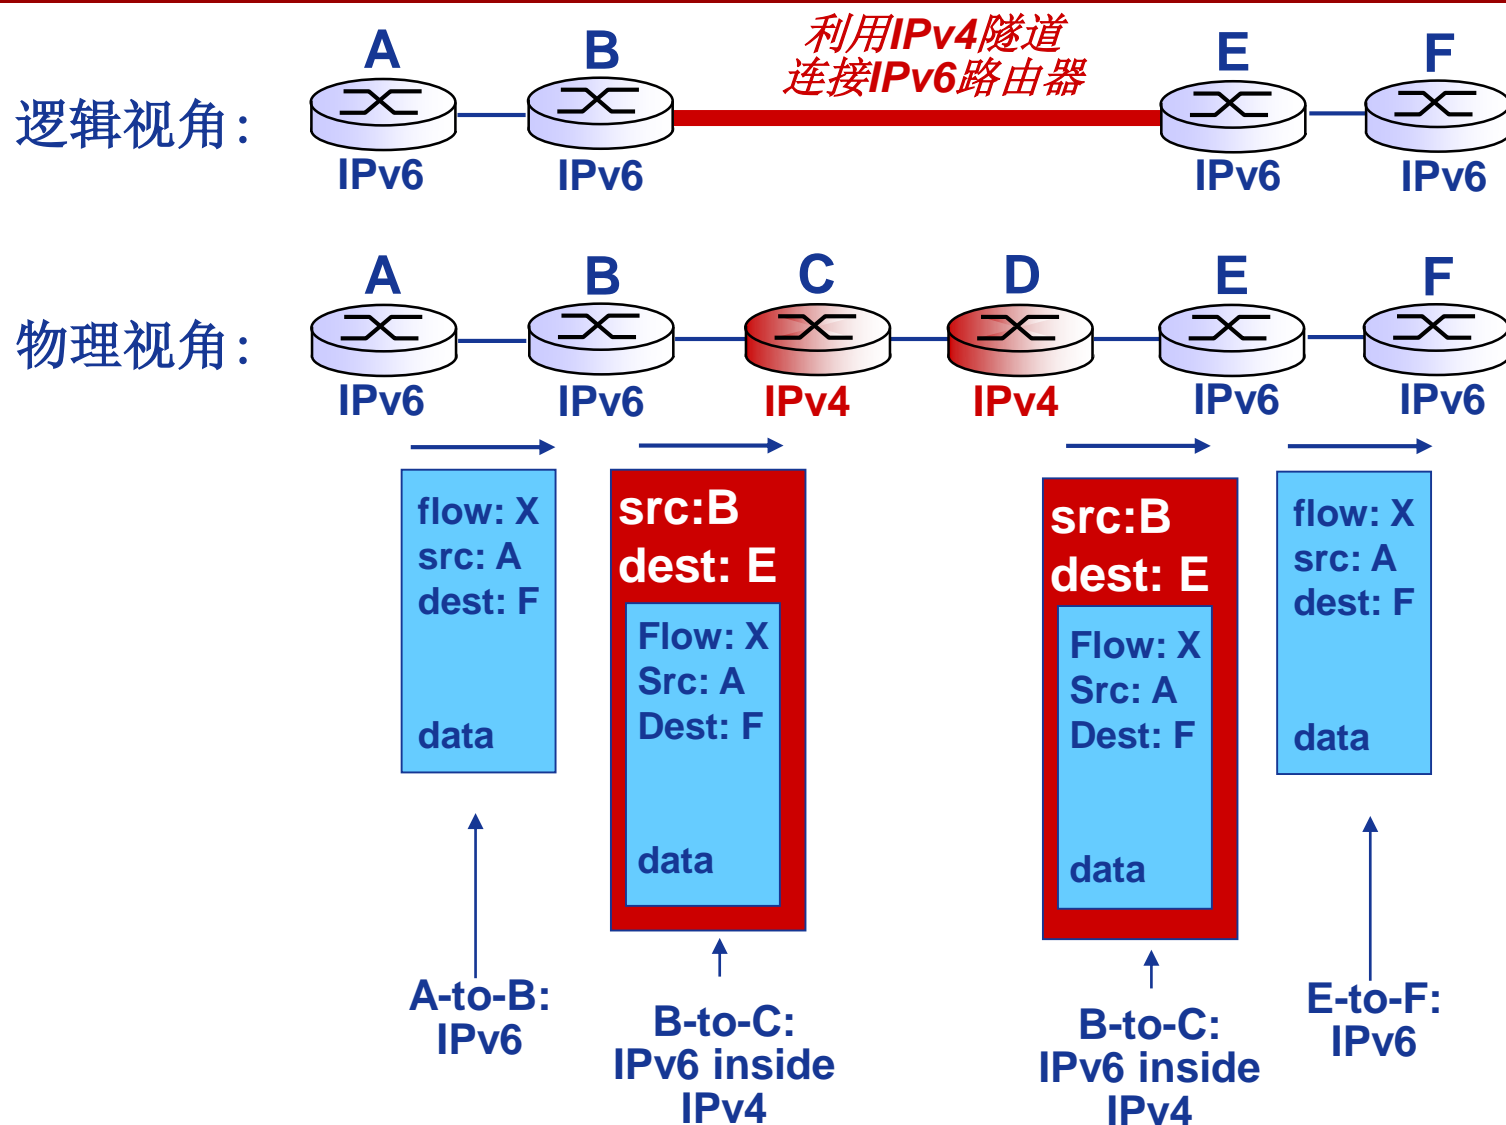 利用IPv4隧道
连接IPv6路由器
A
B
E
F
逻辑视角:
IPv6
IPv6
IPv6
IPv6
A
B
C
D
E
F
物理视角:
IPv6
IPv6
IPv4
IPv4
IPv6
IPv6
flow: X
src: A
dest: F
data
src:B
dest: E
Flow: X
Src: A
Dest: F
data
src:B
dest: E
Flow: X
Src: A
Dest: F
data
flow: X
src: A
dest: F
data
A-to-B:
IPv6
B-to-C:
IPv6 inside
IPv4
B-to-C:
IPv6 inside
IPv4
E-to-F:
IPv6